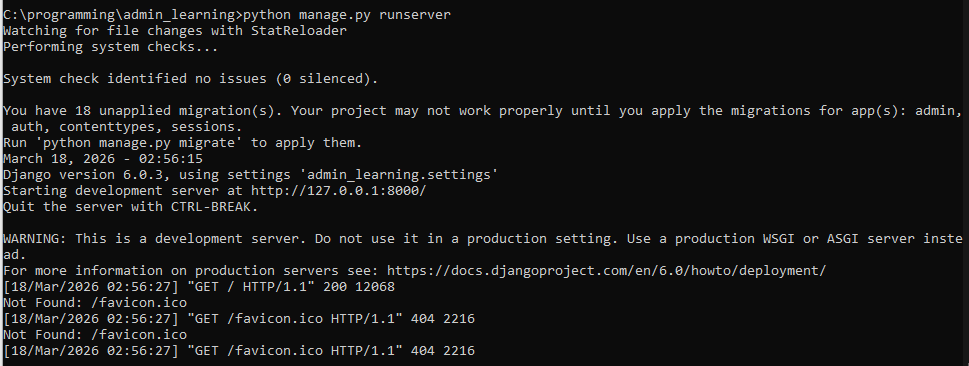 C:\programming\admin_learning>python manage.py runserver
Watching for file changes with StatReloader
Performing system checks...
System check identified no issues (0 silenced).
You have 18 unapplied migration(s). Your project may not work properly until you apply the migrations for app(s): admin,
 auth, contenttypes, sessions.
Run 'python manage.py migrate' to apply them.
March 18, 2026 - 02:56:15
Django version 6.0.3, using settings 'admin_learning.settings'
Starting development server at http://127.0.0.1:8000/
Quit the server with CTRL-BREAK.
WARNING: This is a development server. Do not use it in a production setting. Use a production WSGI or ASGI server inste
ad.
For more information on production servers see: https://docs.djangoproject.com/en/6.0/howto/deployment/
[18/Mar/2026 02:56:27] "GET / HTTP/1.1" 200 12068
Not Found: /favicon.ico
[18/Mar/2026 02:56:27] "GET /favicon.ico HTTP/1.1" 404 2216
Not Found: /favicon.ico
[18/Mar/2026 02:56:27] "GET /favicon.ico HTTP/1.1" 404 2216